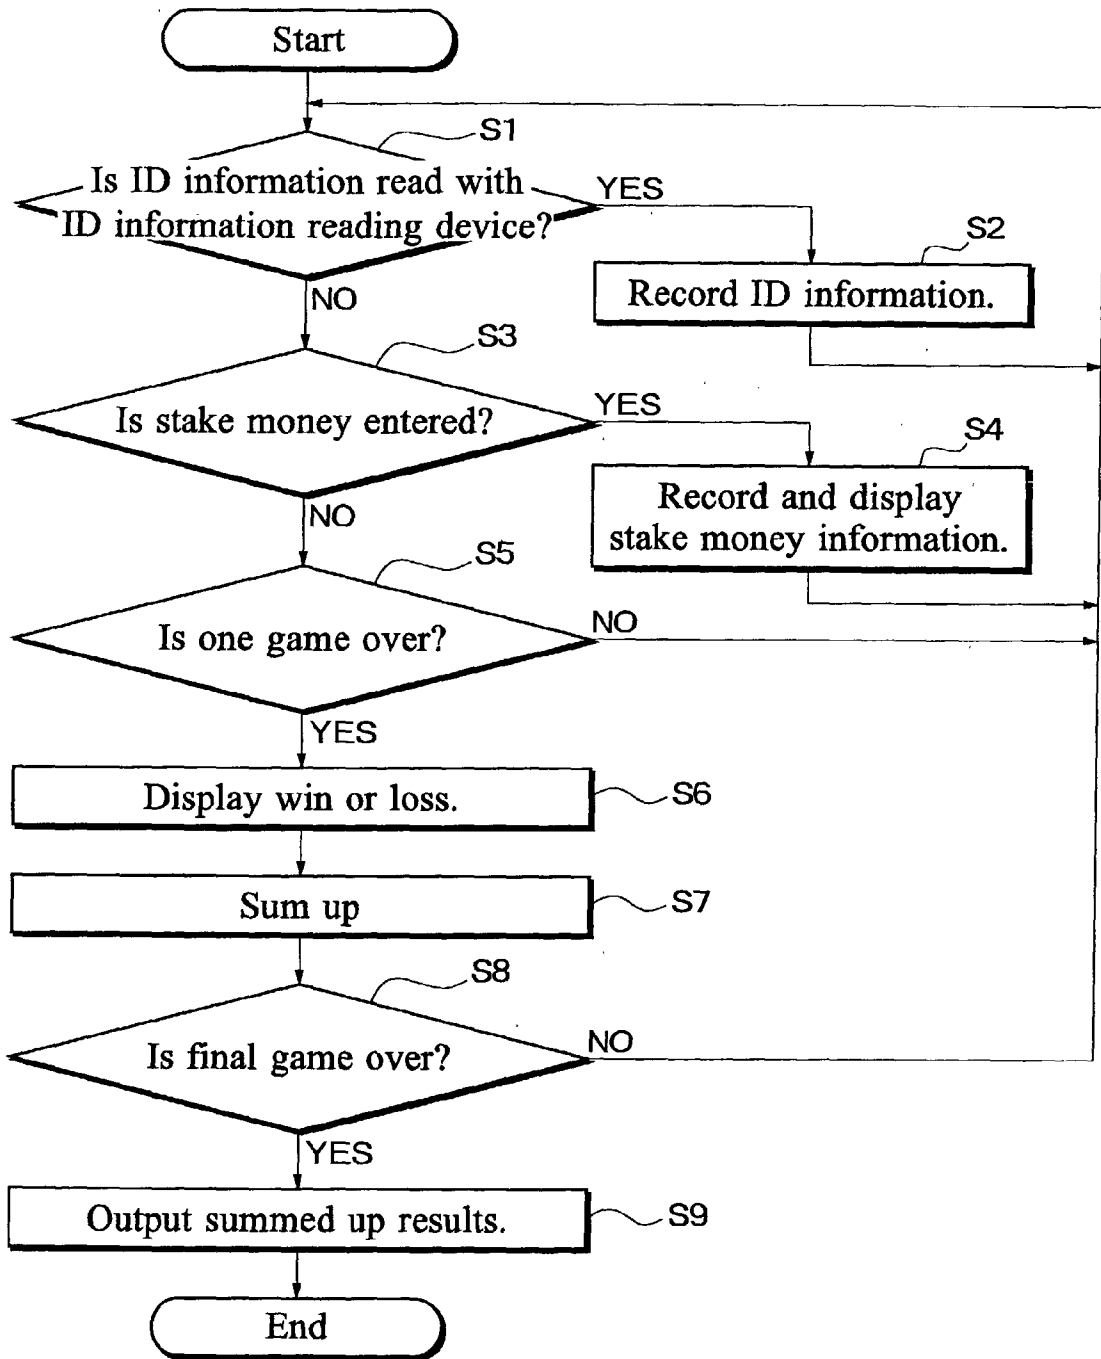 Start
S1
Is ID information read with
ID information reading device?
YES
S2
Record ID information.
NO
S3
Is stake money entered?
YES
S4
Record and display
stake money information.
NO
S5
Is one game over?
NO
YES
Display win or loss.
S6
Sum up
S7
S8
Is final game over?
NO
YES
Output summed up results.
S9
End